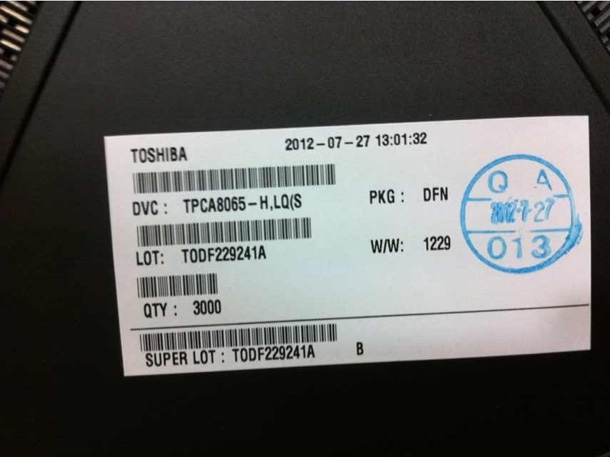 TOSHIBA 2012-07-27 13:01:32
DVC: TPCA8065-H,LQ(S PKG: DFN
LOT: TODF229241A W/W: 1229
QTY: 3000
SUPER LOT: TODF229241A B
Q A
2012-7-27
013